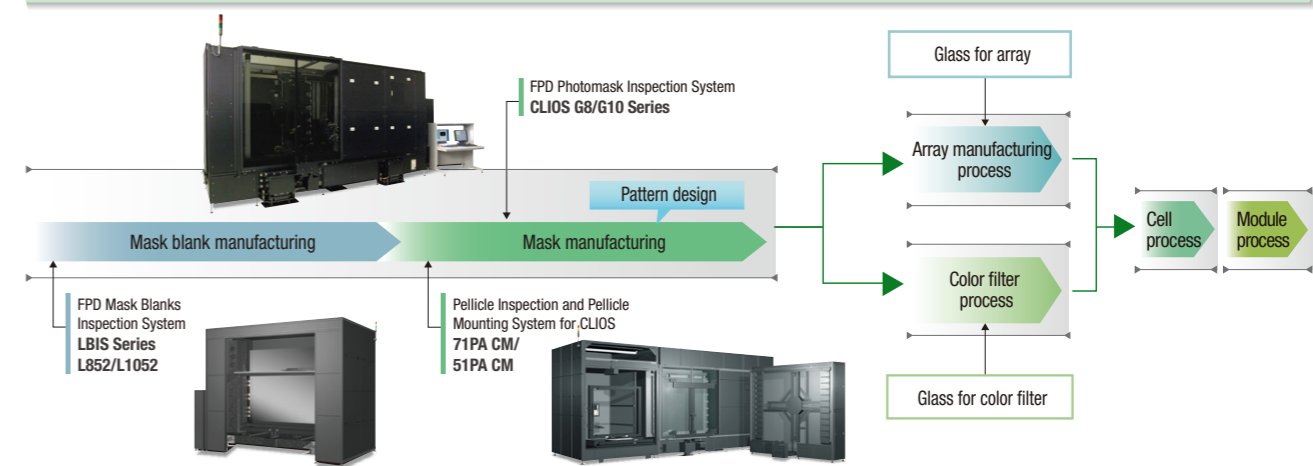 FPD Photomask Inspection System
CLIOS G8/G10 Series
Pattern design
Mask blank manufacturing
Mask manufacturing
FPD Mask Blanks
Inspection System
LBIS Series
L852/L1052
Pellicle Inspection and Pellicle
Mounting System for CLIOS
71PA CM/
51PA CM
Glass for array
Array manufacturing
process
Color filter
process
Glass for color filter
Cell
process
Module
process